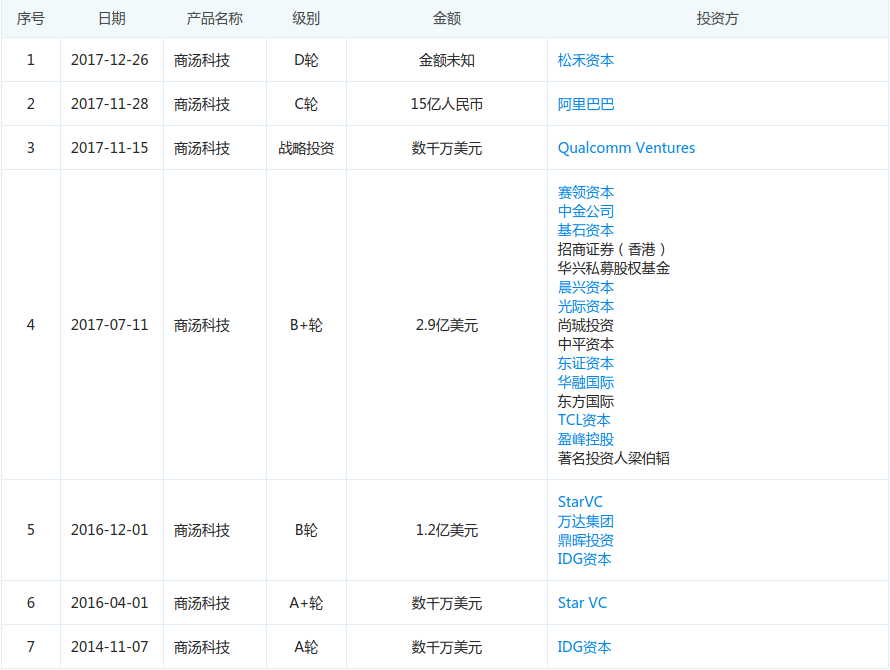 序号 日期 产品名称 级别 金额 投资方
1 2017-12-26 商汤科技 D轮 金额未知 松禾资本
2 2017-11-28 商汤科技 C轮 15亿人民币 阿里巴巴
3 2017-11-15 商汤科技 战略投资 数千万美元 Qualcomm Ventures
4 2017-07-11 商汤科技 B+轮 2.9亿美元 赛领资本
中金公司
基石资本
招商证券（香港）
华兴私募股权基金
晨兴资本
光际资本
尚珹投资
中平资本
东证资本
华融国际
东方国际
TCL资本
盈峰控股
著名投资人梁伯韬
5 2016-12-01 商汤科技 B轮 1.2亿美元 StarVC
万达集团
鼎晖投资
IDG资本
6 2016-04-01 商汤科技 A+轮 数千万美元 Star VC
7 2014-11-07 商汤科技 A轮 数千万美元 IDG资本